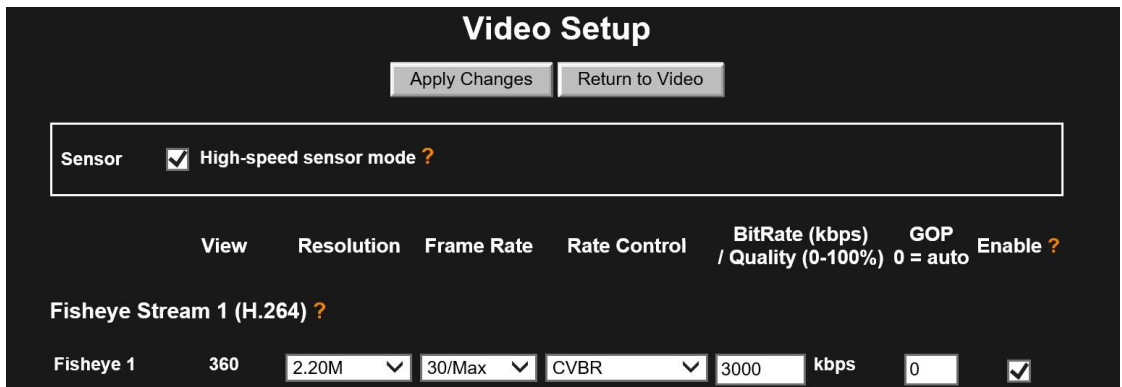 Video Setup
Apply Changes Return to Video
Sensor High-speed sensor mode ?
View Resolution Frame Rate Rate Control BitRate (kbps) / Quality (0-100%) GOP 0 = auto Enable ?
Fisheye Stream 1 (H.264) ?
Fisheye 1 360 2.20M 30/Max CVBR 3000 kbps 0